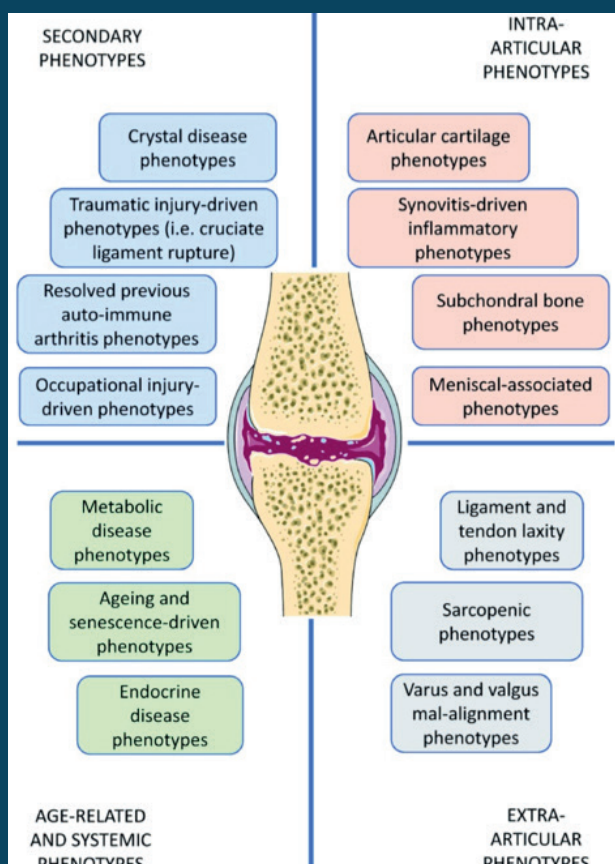 SECONDARY
PHENOTYPES
Crystal disease
phenotypes
Traumatic injury-driven
phenotypes (i.e. cruciate
ligament rupture)
Resolved previous
auto-immune
arthritis phenotypes
Occupational injury-
driven phenotypes
INTRA-
ARTICULAR
PHENOTYPES
Articular cartilage
phenotypes
Synovitis-driven
inflammatory
phenotypes
Subchondral bone
phenotypes
Meniscal-associated
phenotypes
Metabolic
disease
phenotypes
Ageing and
senescence-driven
phenotypes
Endocrine
disease
phenotypes
AGE-RELATED
AND SYSTEMIC
PHENOTYPES
Ligament and
tendon laxity
phenotypes
Sarcopenic
phenotypes
Varus and valgus
mal-alignment
phenotypes
EXTRA-
ARTICULAR
PHENOTYPES